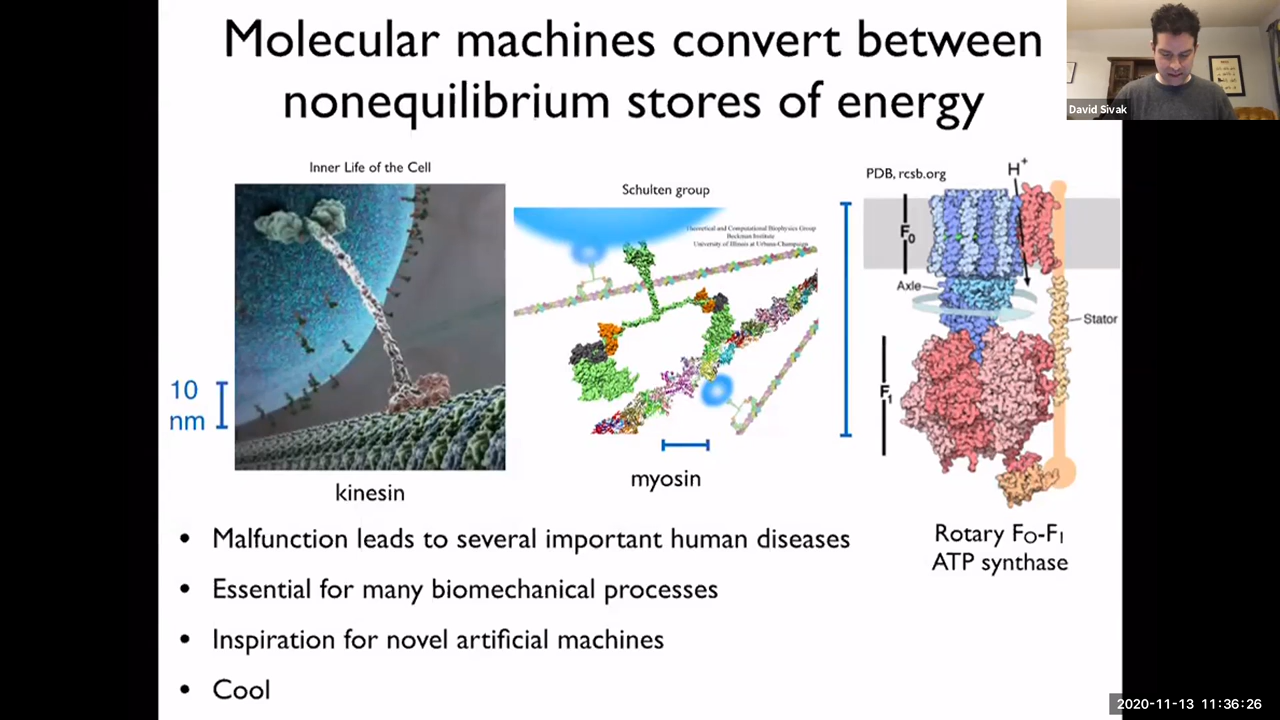 Molecular machines convert between
nonequilibrium stores of energy
David Sivak
Inner Life of the Cell
Schulten group
PDB, rcsb.org
H+
Theoretical and Computational Biophysics Group
Beckman Institute
University of Illinois at Urbana-Champaign
F0
Axle
Stator
F1
10
nm
kinesin
myosin
Rotary FO-F1
ATP synthase
• Malfunction leads to several important human diseases
• Essential for many biomechanical processes
• Inspiration for novel artificial machines
• Cool
2020-11-13 11:36:26